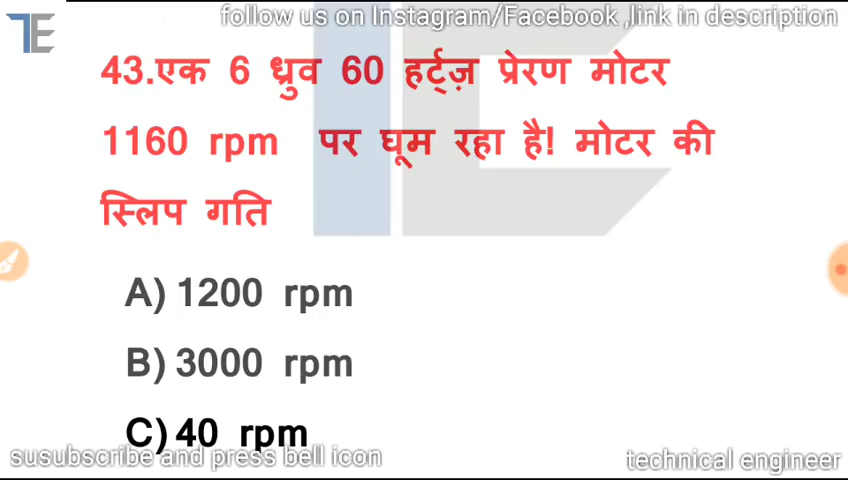 follow us on Instagram/Facebook ,link in description
TE
43.एक 6 ध्रुव 60 हर्ट्ज़ प्रेरण मोटर
1160 rpm पर घूम रहा है! मोटर की
स्लिप गति
A) 1200 rpm
B) 3000 rpm
C) 40 rpm
susubscribe and press bell icon
technical engineer